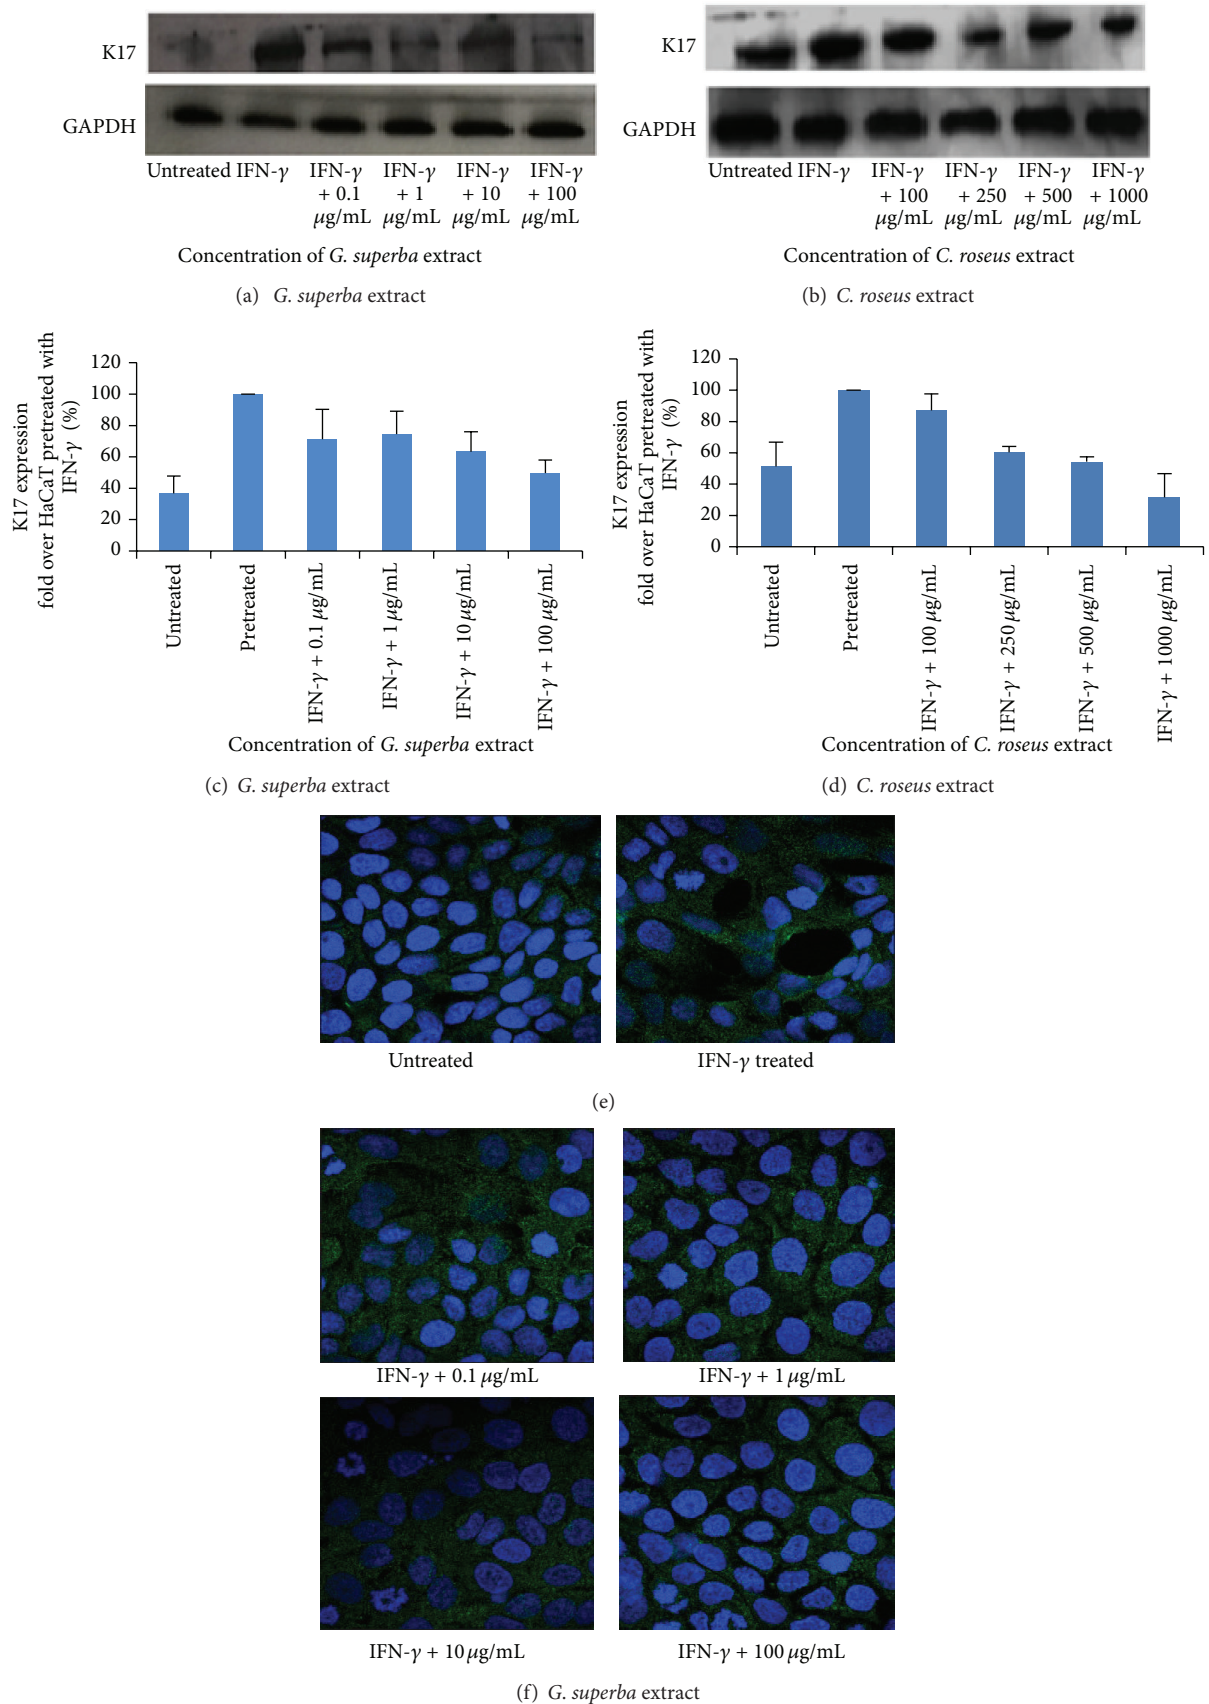 K17
GAPDH
Untreated IFN-γ IFN-γ IFN-γ IFN-γ IFN-γ
+ 0.1 + 1 + 10 + 100
μg/mL μg/mL μg/mL μg/mL
Concentration of G. superba extract
(a) G. superba extract
K17
GAPDH
Untreated IFN-γ IFN-γ IFN-γ IFN-γ IFN-γ
+ 100 + 250 + 500 + 1000
μg/mL μg/mL μg/mL μg/mL
Concentration of C. roseus extract
(b) C. roseus extract
K17 expression
fold over HaCaT pretreated with
IFN-γ (%)
120
100
80
60
40
20
0
Untreated
Pretreated
IFN-γ + 0.1 μg/mL
IFN-γ + 1 μg/mL
IFN-γ + 10 μg/mL
IFN-γ + 100 μg/mL
Concentration of G. superba extract
(c) G. superba extract
K17 expression
fold over HaCaT pretreated with
IFN-γ (%)
120
100
80
60
40
20
0
Untreated
Pretreated
IFN-γ + 100 μg/mL
IFN-γ + 250 μg/mL
IFN-γ + 500 μg/mL
IFN-γ + 1000 μg/mL
Concentration of C. roseus extract
(d) C. roseus extract
Untreated
IFN-γ treated
(e)
IFN-γ + 0.1 μg/mL
IFN-γ + 1 μg/mL
IFN-γ + 10 μg/mL
IFN-γ + 100 μg/mL
(f) G. superba extract